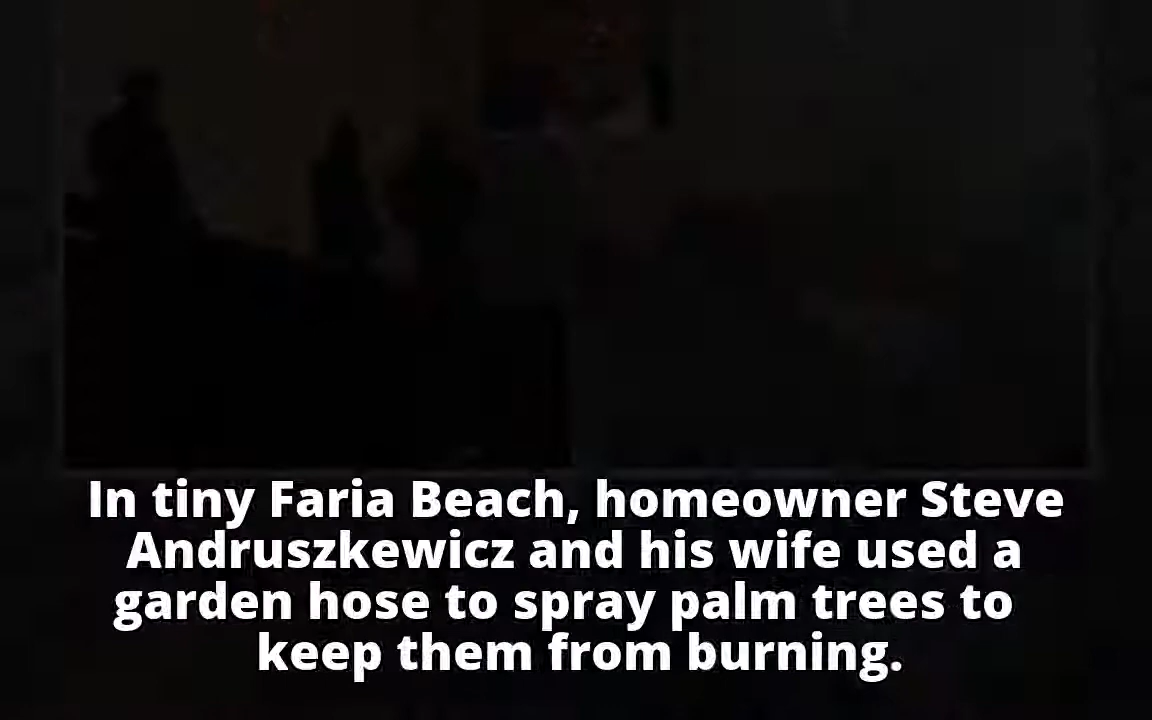 In tiny Faria Beach, homeowner Steve
Andruszkewicz and his wife used a
garden hose to spray palm trees to
keep them from burning.